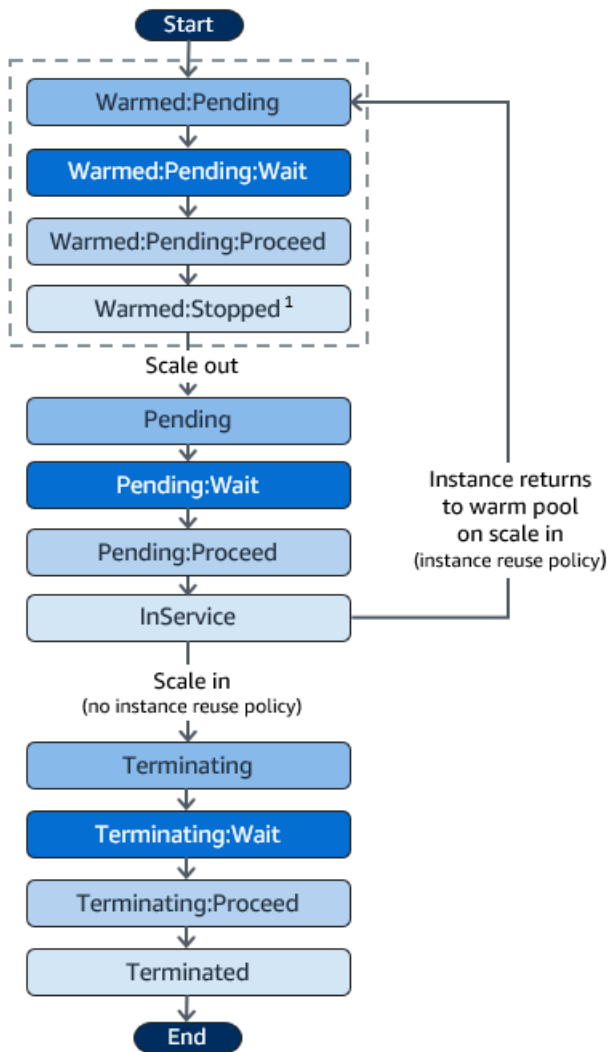 Start
Warmed:Pending
Warmed:Pending:Wait
Warmed:Pending:Proceed
Warmed:Stopped 1
Scale out
Pending
Pending:Wait
Pending:Proceed
InService
Instance returns
to warm pool
on scale in
(instance reuse policy)
Scale in
(no instance reuse policy)
Terminating
Terminating:Wait
Terminating:Proceed
Terminated
End